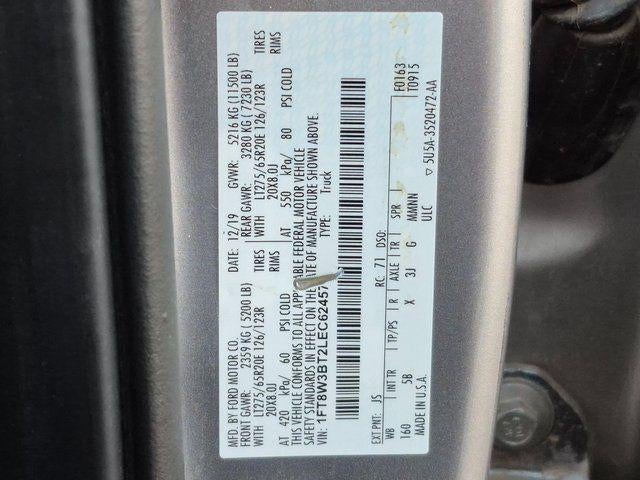 MFD. BY FORD MOTOR CO. DATE: 12/19 GVWR: 5216 KG (11500 LB)
FRONT GAWR: 2359 KG (5200 LB) REAR GAWR: 3280 KG (7230 LB)
WITH LT275/65R20E 126/123R TIRES WITH LT275/65R20E 126/123R TIRES
20X8.0J RIMS 20X8.0J RIMS
AT 420 kPa/ 60 PSI COLD AT 550 kPa/ 80 PSI COLD
THIS VEHICLE CONFORMS TO ALL APPLICABLE FEDERAL MOTOR VEHICLE
SAFETY STANDARDS IN EFFECT ON THE DATE OF MANUFACTURE SHOWN ABOVE.
VIN: 1FT8W3BT2LEC62457 TYPE: Truck
F0163
T0915
EXT PNT: JS RC: 71 DSO:
WB INT TR TP/PS R AXLE TR SPR
160 5B X 3J G MMMNN
MADE IN U.S.A. ULC
▽ 5U5A-3520472-AA